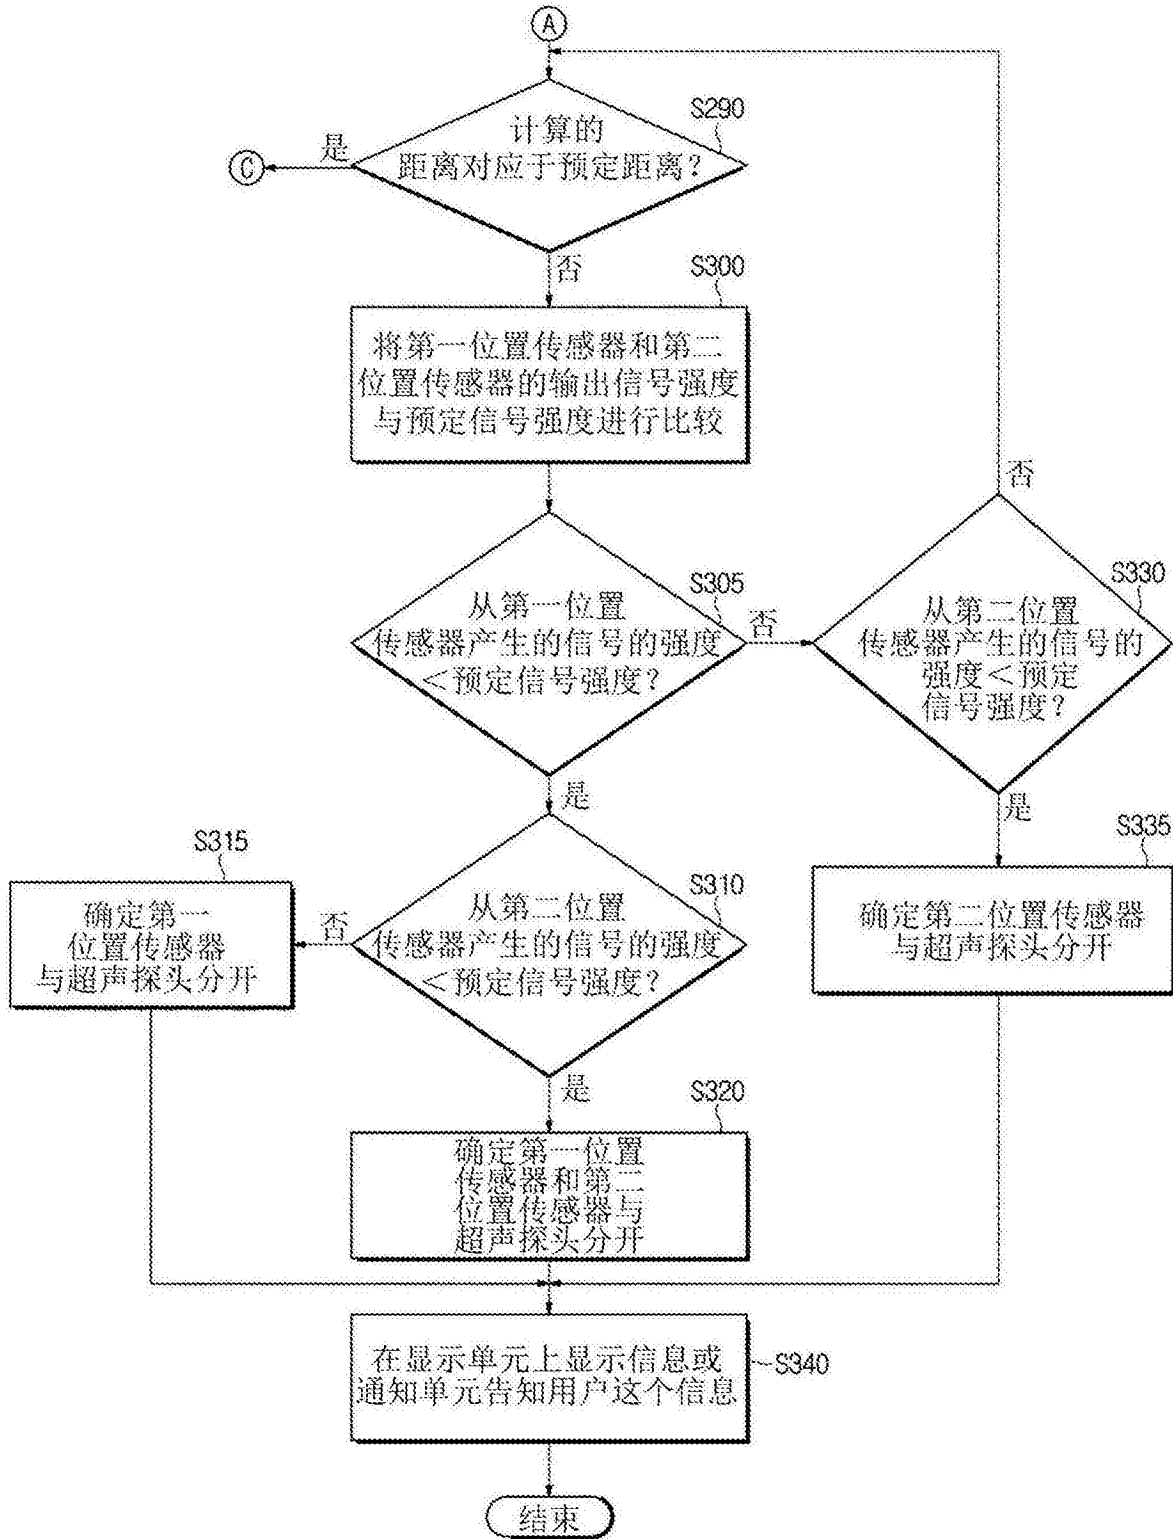 A
S290
计算的
距离对应于预定距离？
是
C
否
S300
将第一位置传感器和第二
位置传感器的输出信号强度
与预定信号强度进行比较
S305
从第一位置
传感器产生的信号的强度
＜预定信号强度？
否
否
S330
从第二位置
传感器产生的信号的
强度＜预定
信号强度？
是
是
S335
确定第二位置传感器
与超声探头分开
S310
从第二位置
传感器产生的信号的强度
＜预定信号强度？
否
S315
确定第一
位置传感器
与超声探头分开
是
S320
确定第一位置
传感器和第二
位置传感器与
超声探头分开
在显示单元上显示信息或
通知单元告知用户这个信息
S340
结束